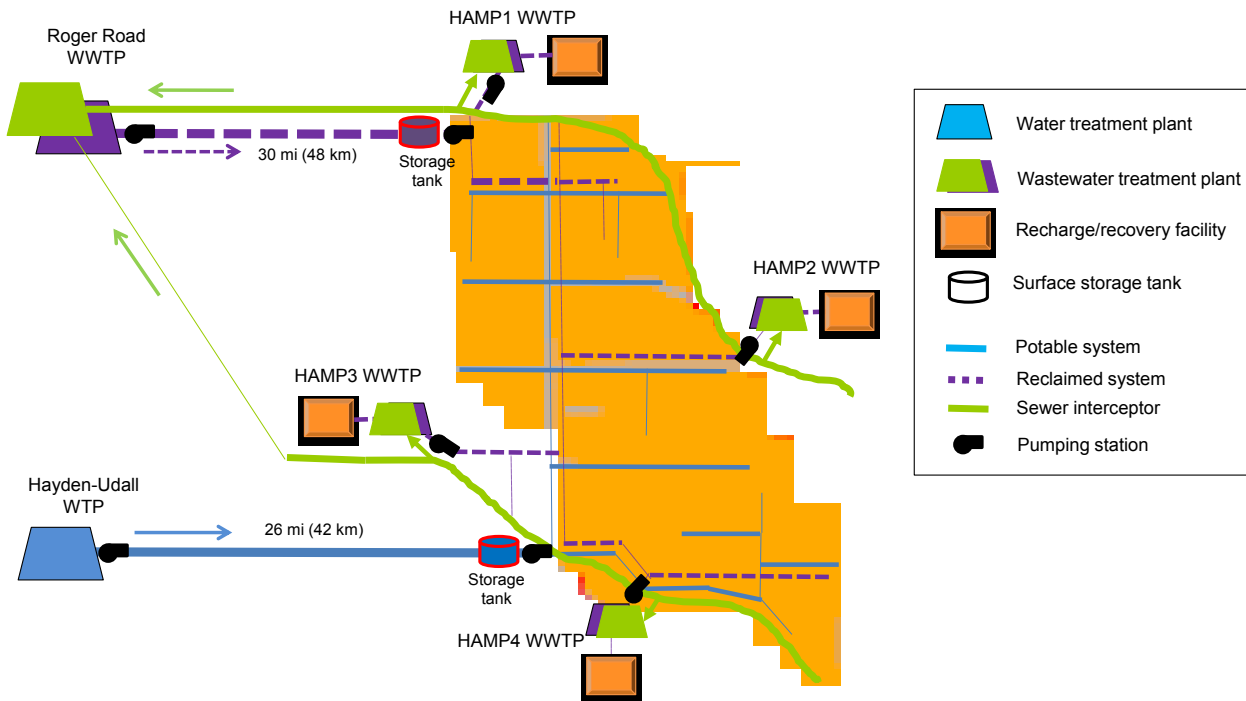 HAMP1 WWTP
Roger Road
WWTP
30 mi (48 km)
Storage
tank
HAMP2 WWTP
HAMP3 WWTP
Hayden-Udall
WTP
26 mi (42 km)
Storage
tank
HAMP4 WWTP
Water treatment plant
Wastewater treatment plant
Recharge/recovery facility
Surface storage tank
Potable system
Reclaimed system
Sewer interceptor
Pumping station